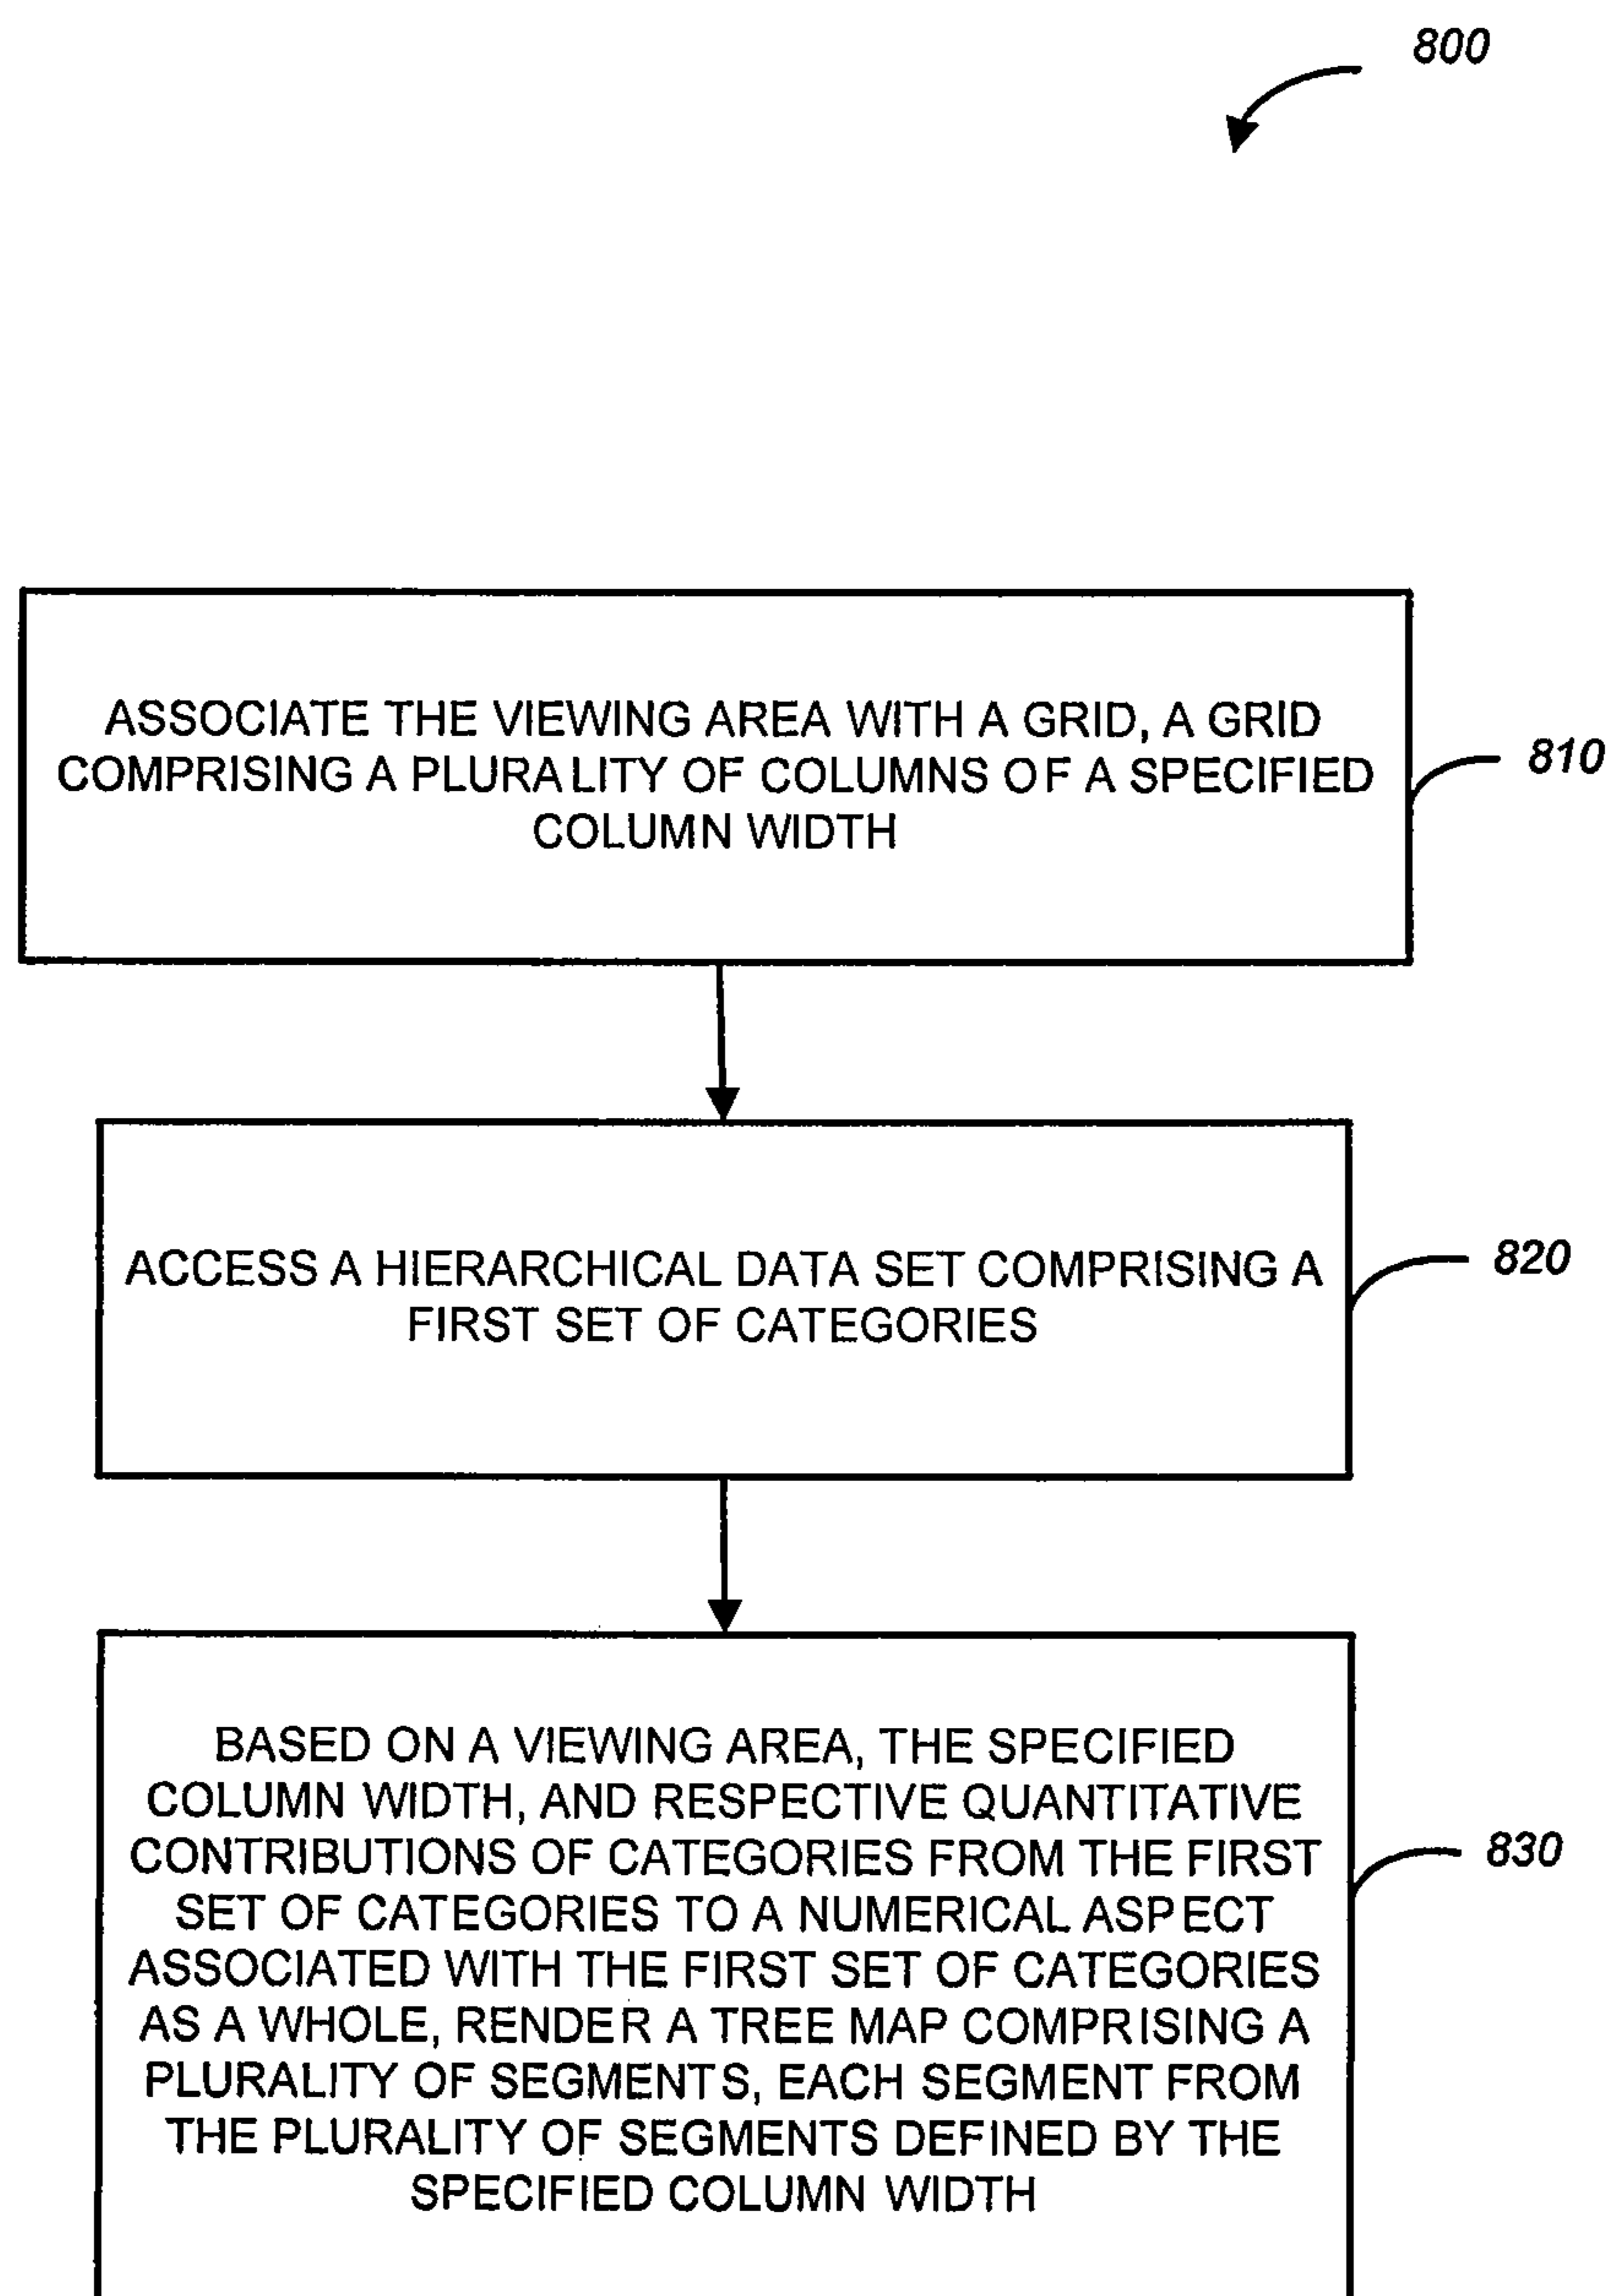 800
ASSOCIATE THE VIEWING AREA WITH A GRID, A GRID
COMPRISING A PLURALITY OF COLUMNS OF A SPECIFIED
COLUMN WIDTH
810
ACCESS A HIERARCHICAL DATA SET COMPRISING A
FIRST SET OF CATEGORIES
820
BASED ON A VIEWING AREA, THE SPECIFIED
COLUMN WIDTH, AND RESPECTIVE QUANTITATIVE
CONTRIBUTIONS OF CATEGORIES FROM THE FIRST
SET OF CATEGORIES TO A NUMERICAL ASPECT
ASSOCIATED WITH THE FIRST SET OF CATEGORIES
AS A WHOLE, RENDER A TREE MAP COMPRISING A
PLURALITY OF SEGMENTS, EACH SEGMENT FROM
THE PLURALITY OF SEGMENTS DEFINED BY THE
SPECIFIED COLUMN WIDTH
830